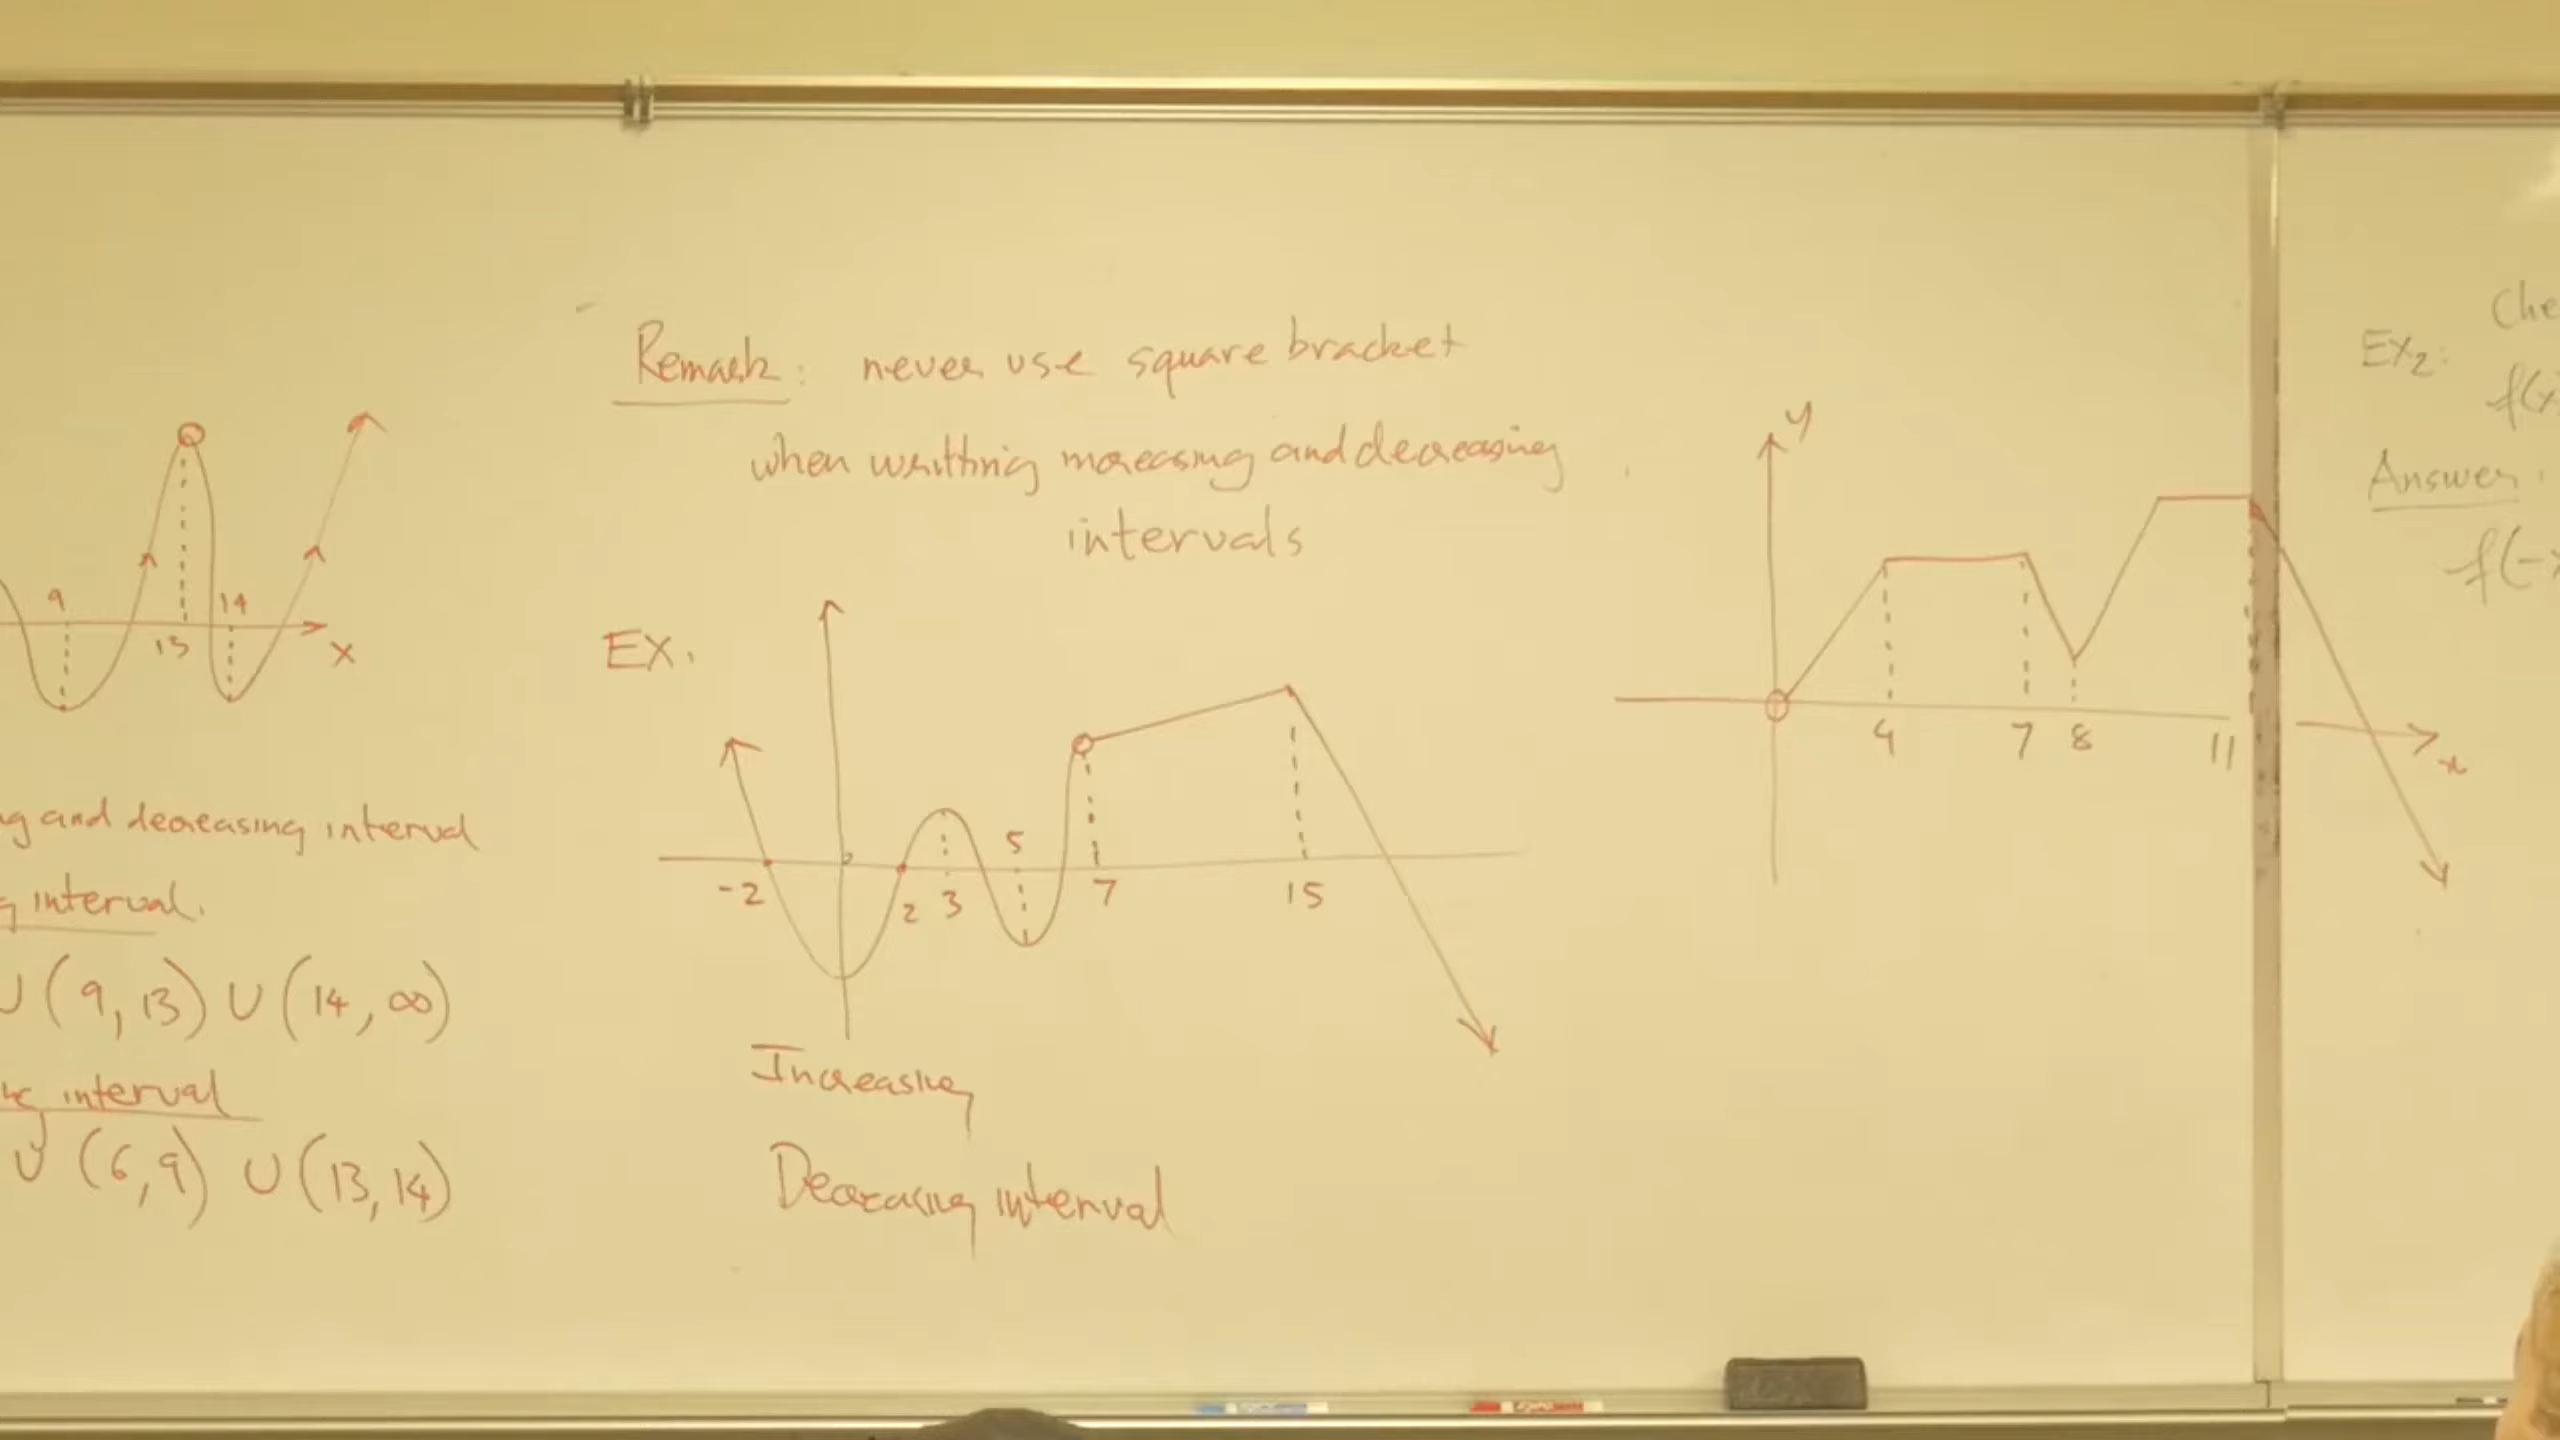 9
13
14
x
ng and decreasing interval
interval.
U (9, 13) U (14, ∞)
interval
U (6, 9) U (13, 14)
Remark: never use square bracket
when writting increasing and decreasing
intervals
EX.
-2
2
3
5
7
15
Increasing
Decreasing interval
y
4
7
8
11
x
Che
EX2:
f(x
Answer:
f(-x